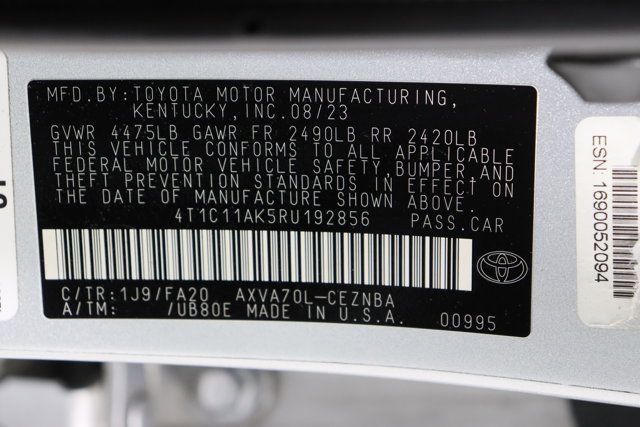 MFD.BY: TOYOTA MOTOR MANUFACTURING,
KENTUCKY, INC. 08/23
GVWR 4475LB GAWR FR 2490LB RR 2420LB
THIS VEHICLE CONFORMS TO ALL APPLICABLE
FEDERAL MOTOR VEHICLE SAFETY, BUMPER, AND
THEFT PREVENTION STANDARDS IN
EFFECT ON
THE DATE OF MANUFACTURE SHOWN ABOVE.
4T1C11AK5RU192856 PASS.CAR
C/TR: 1J9/FA20 AXVA70L-CEZNBA
A/TM: /UB80E MADE IN U.S.A. 00995
ESN: 1690052094